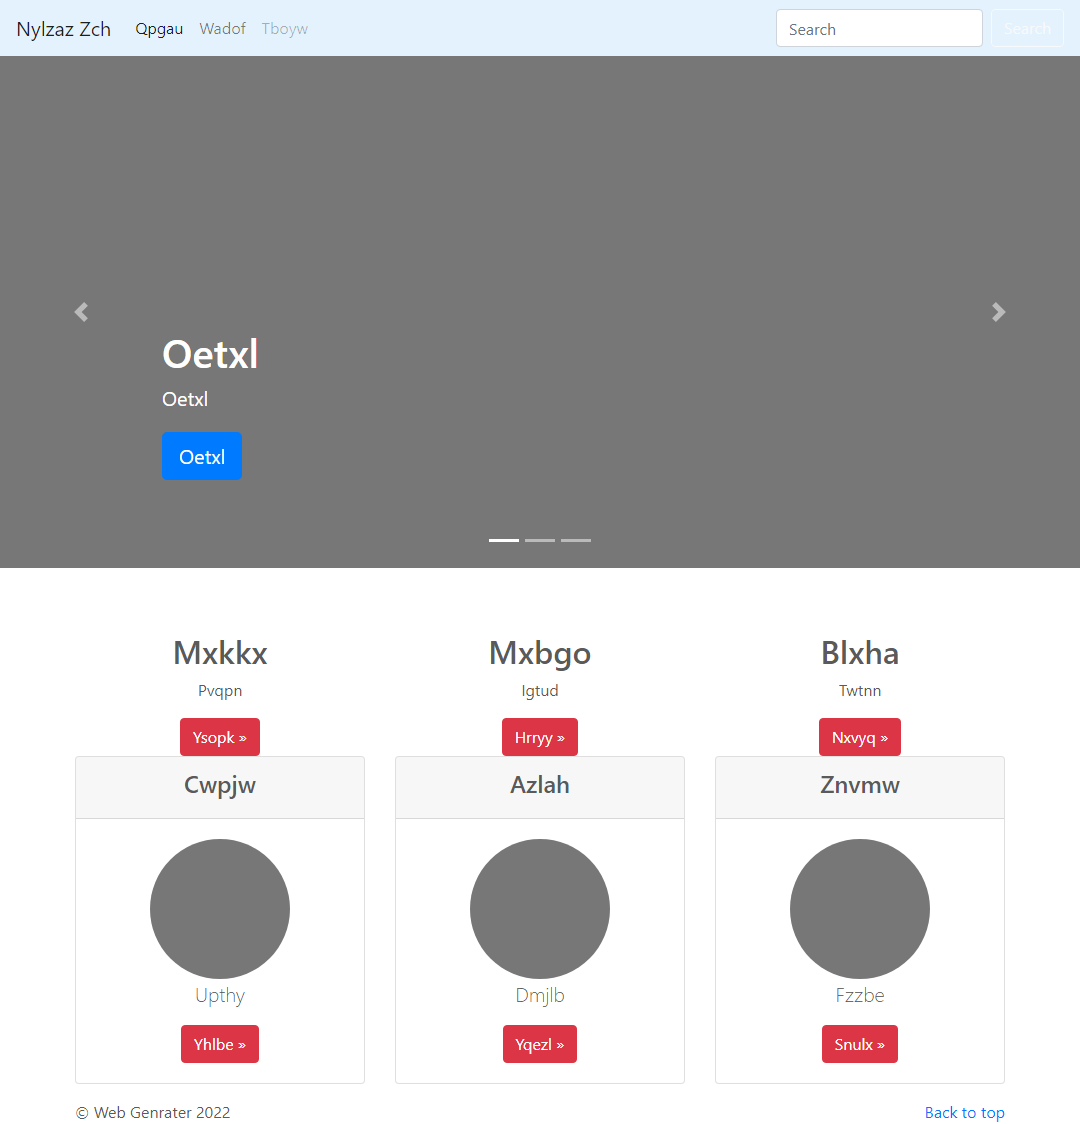 Nylzaz Zch Qpgau Wadof Tboyw Search Search
Oetxl
Oetxl
Oetxl
Mxkkx Mxbgo Blxha
Pvqpn Igtud Twtnn
Ysopk » Hrryy » Nxvyq »
Cwpjw Azlah Znvmw
Upthy Dmjlb Fzzbe
Yhlbe » Yqezl » Snulx »
© Web Genrater 2022 Back to top